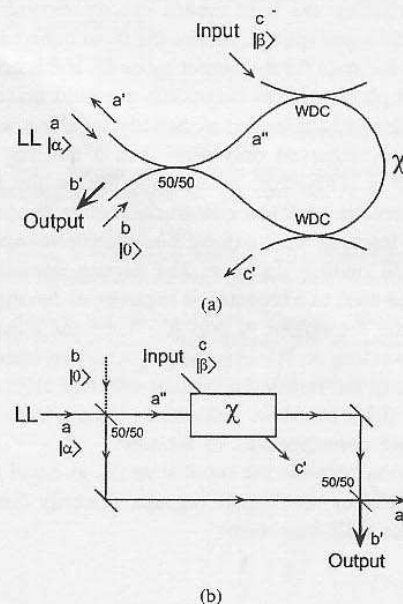 Input c
|β⟩
WDC
a'
LL a
|α⟩
a''
χ
b'
50/50
Output
b
|0⟩
WDC
c'
(a)
b
|0⟩
Input c
|β⟩
a''
χ
LL
a
50/50
|α⟩
c'
50/50
a'
b'
Output
(b)